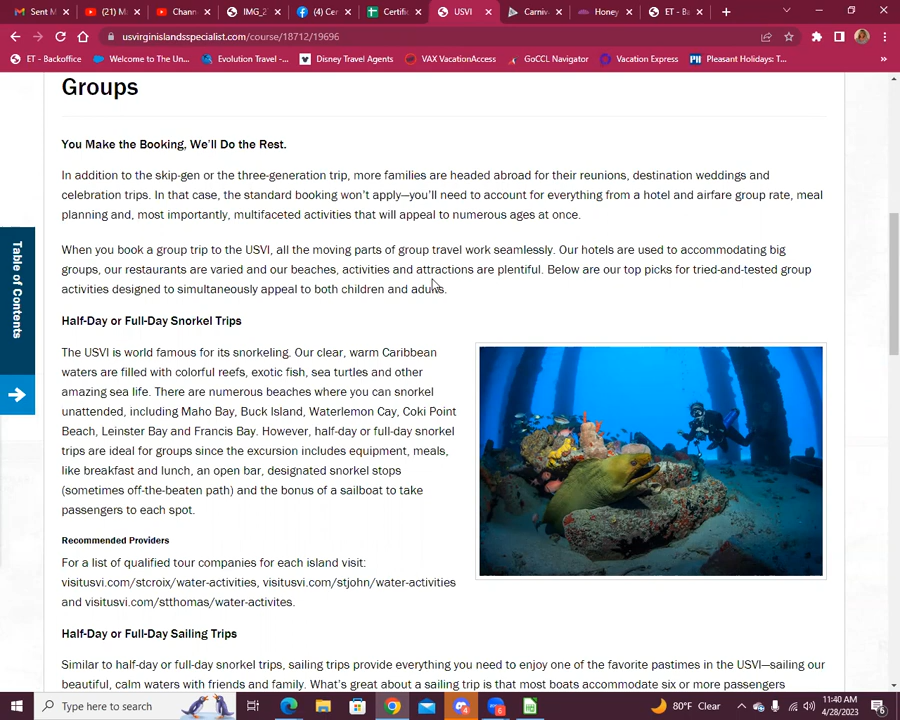 Sent M
(21) M
Chann
IMG_2
(4) Cer
Certific
USVI
Carniv
Honey
ET - Ba
usvirginislandsspecialist.com/course/18712/19696
ET - Backoffice
Welcome to The Un...
Evolution Travel -...
Disney Travel Agents
VAX VacationAccess
GoCCL Navigator
Vacation Express
Pleasant Holidays: T...
Groups
You Make the Booking, We'll Do the Rest.
In addition to the skip-gen or the three-generation trip, more families are headed abroad for their reunions, destination weddings and
celebration trips. In that case, the standard booking won't apply—you'll need to account for everything from a hotel and airfare group rate, meal
planning and, most importantly, multifaceted activities that will appeal to numerous ages at once.
When you book a group trip to the USVI, all the moving parts of group travel work seamlessly. Our hotels are used to accommodating big
groups, our restaurants are varied and our beaches, activities and attractions are plentiful. Below are our top picks for tried-and-tested group
activities designed to simultaneously appeal to both children and adults.
Table of Contents
Half-Day or Full-Day Snorkel Trips
The USVI is world famous for its snorkeling. Our clear, warm Caribbean
waters are filled with colorful reefs, exotic fish, sea turtles and other
amazing sea life. There are numerous beaches where you can snorkel
unattended, including Maho Bay, Buck Island, Waterlemon Cay, Coki Point
Beach, Leinster Bay and Francis Bay. However, half-day or full-day snorkel
trips are ideal for groups since the excursion includes equipment, meals,
like breakfast and lunch, an open bar, designated snorkel stops
(sometimes off-the-beaten path) and the bonus of a sailboat to take
passengers to each spot.
Recommended Providers
For a list of qualified tour companies for each island visit:
visitusvi.com/stcroix/water-activities, visitusvi.com/stjohn/water-activities
and visitusvi.com/stthomas/water-activites.
Half-Day or Full-Day Sailing Trips
Similar to half-day or full-day snorkel trips, sailing trips provide everything you need to enjoy one of the favorite pastimes in the USVI—sailing our
beautiful, calm waters with friends and family. What's great about a sailing trip is that most boats accommodate six or more passengers
Type here to search
80°F Clear
11:40 AM
4/28/2023